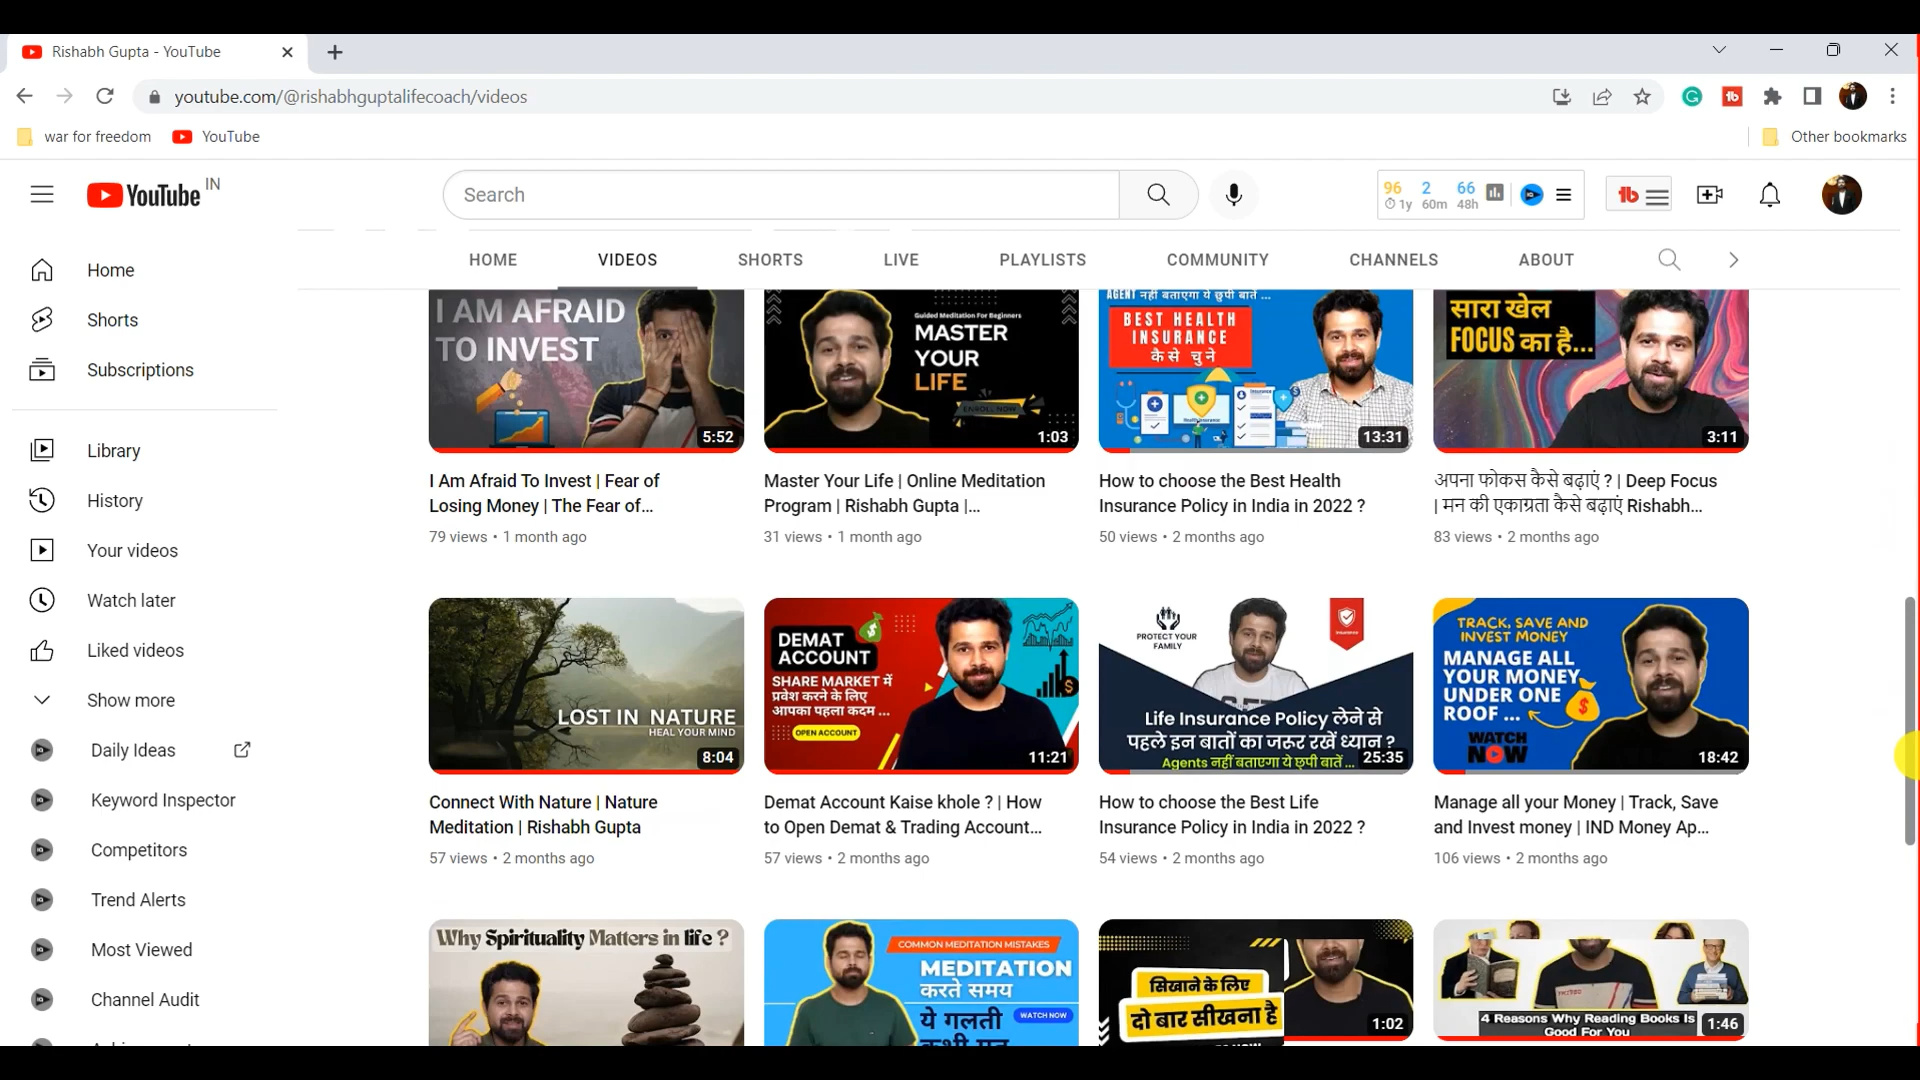 Rishabh Gupta - YouTube
youtube.com/@rishabhguptalifecoach/videos
war for freedom
YouTube
Other bookmarks
YouTube IN
Search
96 2 66
1y 60m 48h
HOME
VIDEOS
SHORTS
LIVE
PLAYLISTS
COMMUNITY
CHANNELS
ABOUT
Home
Shorts
Subscriptions
Library
History
Your videos
Watch later
Liked videos
Show more
Daily Ideas
Keyword Inspector
Competitors
Trend Alerts
Most Viewed
Channel Audit
I AM AFRAID
TO INVEST
5:52
I Am Afraid To Invest | Fear of
Losing Money | The Fear of...
79 views • 1 month ago
Guided Meditation For Beginners
MASTER
YOUR
LIFE
ENROLL NOW
1:03
Master Your Life | Online Meditation
Program | Rishabh Gupta |...
31 views • 1 month ago
AGENT नहीं बताएगा ये छुपी बातें ...
BEST HEALTH
INSURANCE
कैसे चुने
13:31
How to choose the Best Health
Insurance Policy in India in 2022 ?
50 views • 2 months ago
सारा खेल
FOCUS का है...
3:11
अपना फोकस कैसे बढ़ाएं ? | Deep Focus
| मन की एकाग्रता कैसे बढ़ाएं Rishabh...
83 views • 2 months ago
LOST IN NATURE
HEAL YOUR MIND
8:04
Connect With Nature | Nature
Meditation | Rishabh Gupta
57 views • 2 months ago
DEMAT
ACCOUNT
SHARE MARKET में
प्रवेश करने के लिए
आपका पहला कदम ...
OPEN ACCOUNT
11:21
Demat Account Kaise khole ? | How
to Open Demat & Trading Account...
57 views • 2 months ago
PROTECT YOUR
FAMILY
Life Insurance Policy लेने से
पहले इन बातों का जरूर रखें ध्यान ?
Agents नहीं बताएगा ये छुपी बातें ...
25:35
How to choose the Best Life
Insurance Policy in India in 2022 ?
54 views • 2 months ago
TRACK, SAVE AND
INVEST MONEY
MANAGE ALL
YOUR MONEY
UNDER ONE
ROOF ...
WATCH
NOW
18:42
Manage all your Money | Track, Save
and Invest money | IND Money Ap...
106 views • 2 months ago
Why Spirituality Matters in life ?
COMMON MEDITATION MISTAKES
MEDITATION
करते समय
ये गलती
WATCH NOW
सिखाने के लिए
दो बार सीखना है
1:02
4 Reasons Why Reading Books Is
Good For You
1:46